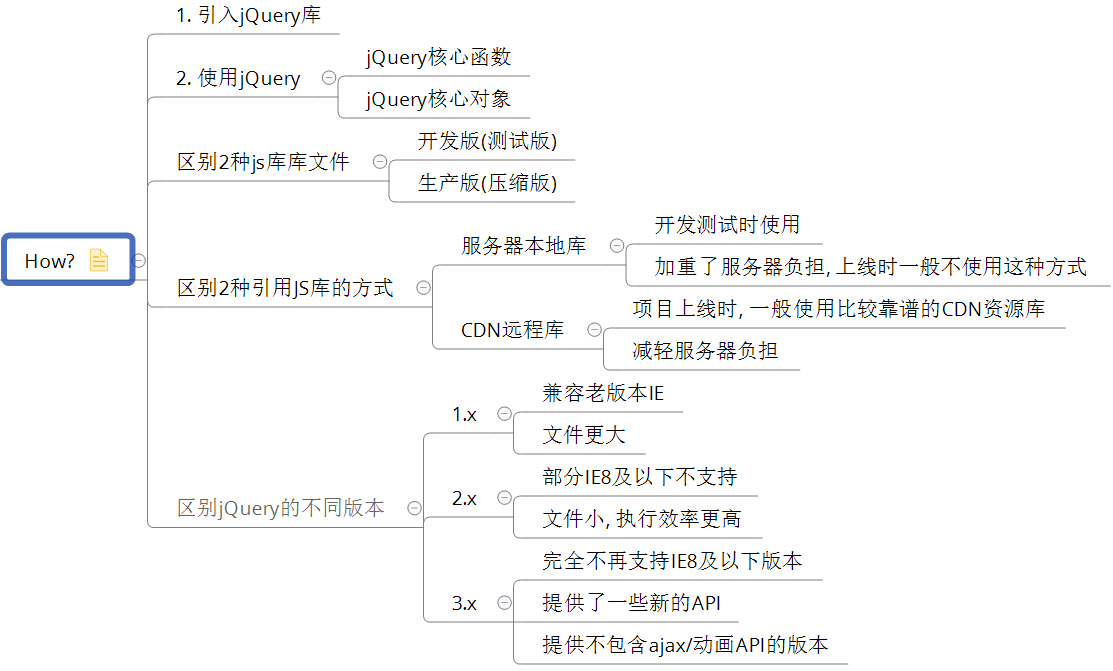 How?
1. 引入jQuery库
2. 使用jQuery
jQuery核心函数
jQuery核心对象
区别2种js库库文件
开发版(测试版)
生产版(压缩版)
区别2种引用JS库的方式
服务器本地库
开发测试时使用
加重了服务器负担, 上线时一般不使用这种方式
CDN远程库
项目上线时, 一般使用比较靠谱的CDN资源库
减轻服务器负担
区别jQuery的不同版本
1.x
兼容老版本IE
文件更大
2.x
部分IE8及以下不支持
文件小, 执行效率更高
3.x
完全不再支持IE8及以下版本
提供了一些新的API
提供不包含ajax/动画API的版本